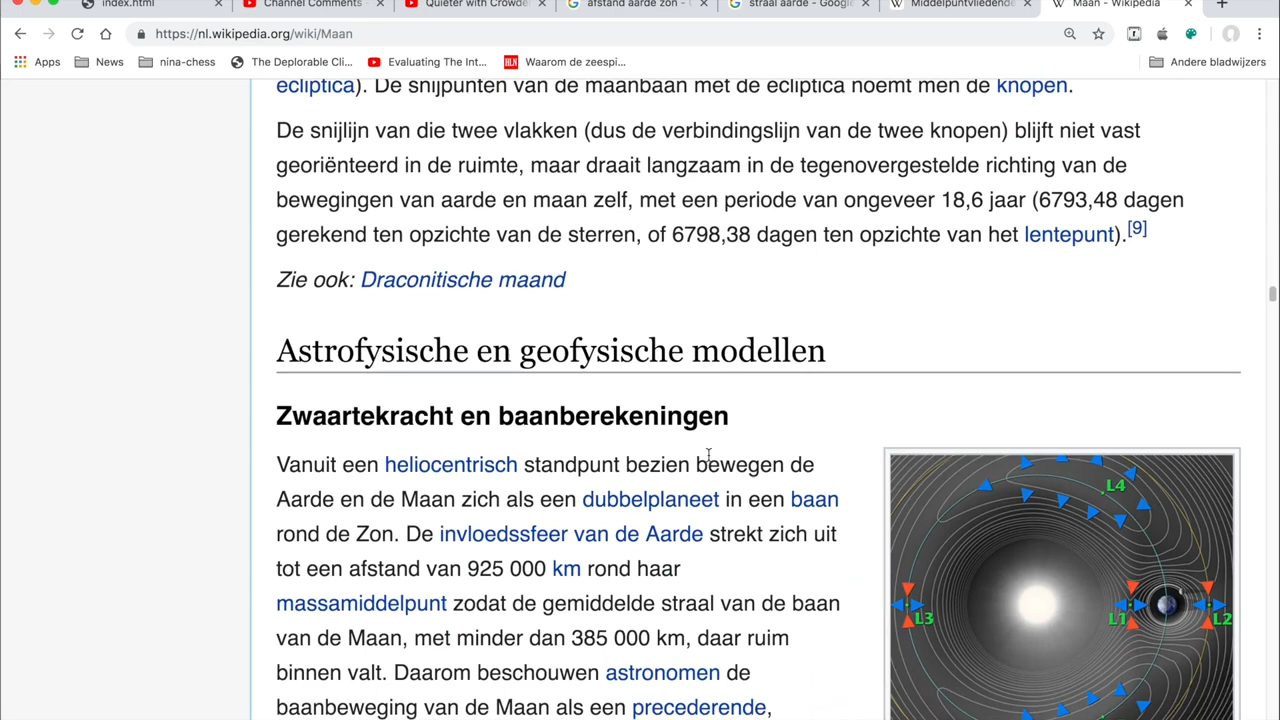 index.html
Channel Comments -
Quieter with Crowde
afstand aarde zon -
straal aarde - Google
Middelpuntvliedende
Maan - Wikipedia
https://nl.wikipedia.org/wiki/Maan
Apps
News
nina-chess
The Deplorable Cli...
Evaluating The Int...
HLN
Waarom de zeespi...
Andere bladwijzers
ecliptica). De snijpunten van de maanbaan met de ecliptica noemt men de knopen.
De snijlijn van die twee vlakken (dus de verbindingslijn van de twee knopen) blijft niet vast
georiënteerd in de ruimte, maar draait langzaam in de tegenovergestelde richting van de
bewegingen van aarde en maan zelf, met een periode van ongeveer 18,6 jaar (6793,48 dagen
gerekend ten opzichte van de sterren, of 6798,38 dagen ten opzichte van het lentepunt).[9]
Zie ook: Draconitische maand
Astrofysische en geofysische modellen
Zwaartekracht en baanberekeningen
Vanuit een heliocentrisch standpunt bezien bewegen de
Aarde en de Maan zich als een dubbelplaneet in een baan
rond de Zon. De invloedssfeer van de Aarde strekt zich uit
tot een afstand van 925 000 km rond haar
massamiddelpunt zodat de gemiddelde straal van de baan
van de Maan, met minder dan 385 000 km, daar ruim
binnen valt. Daarom beschouwen astronomen de
baanbeweging van de Maan als een precederende,
L4
L3
L1
L2